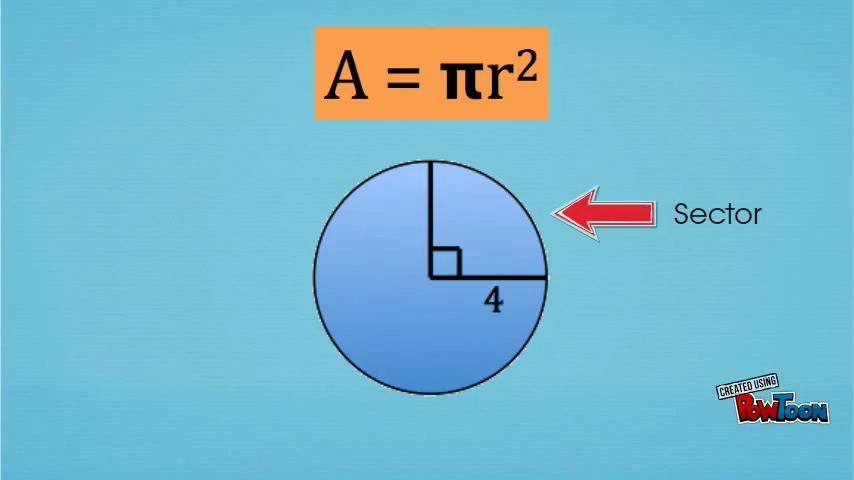 A = πr²
Sector
4
CREATED USING
POWTOON